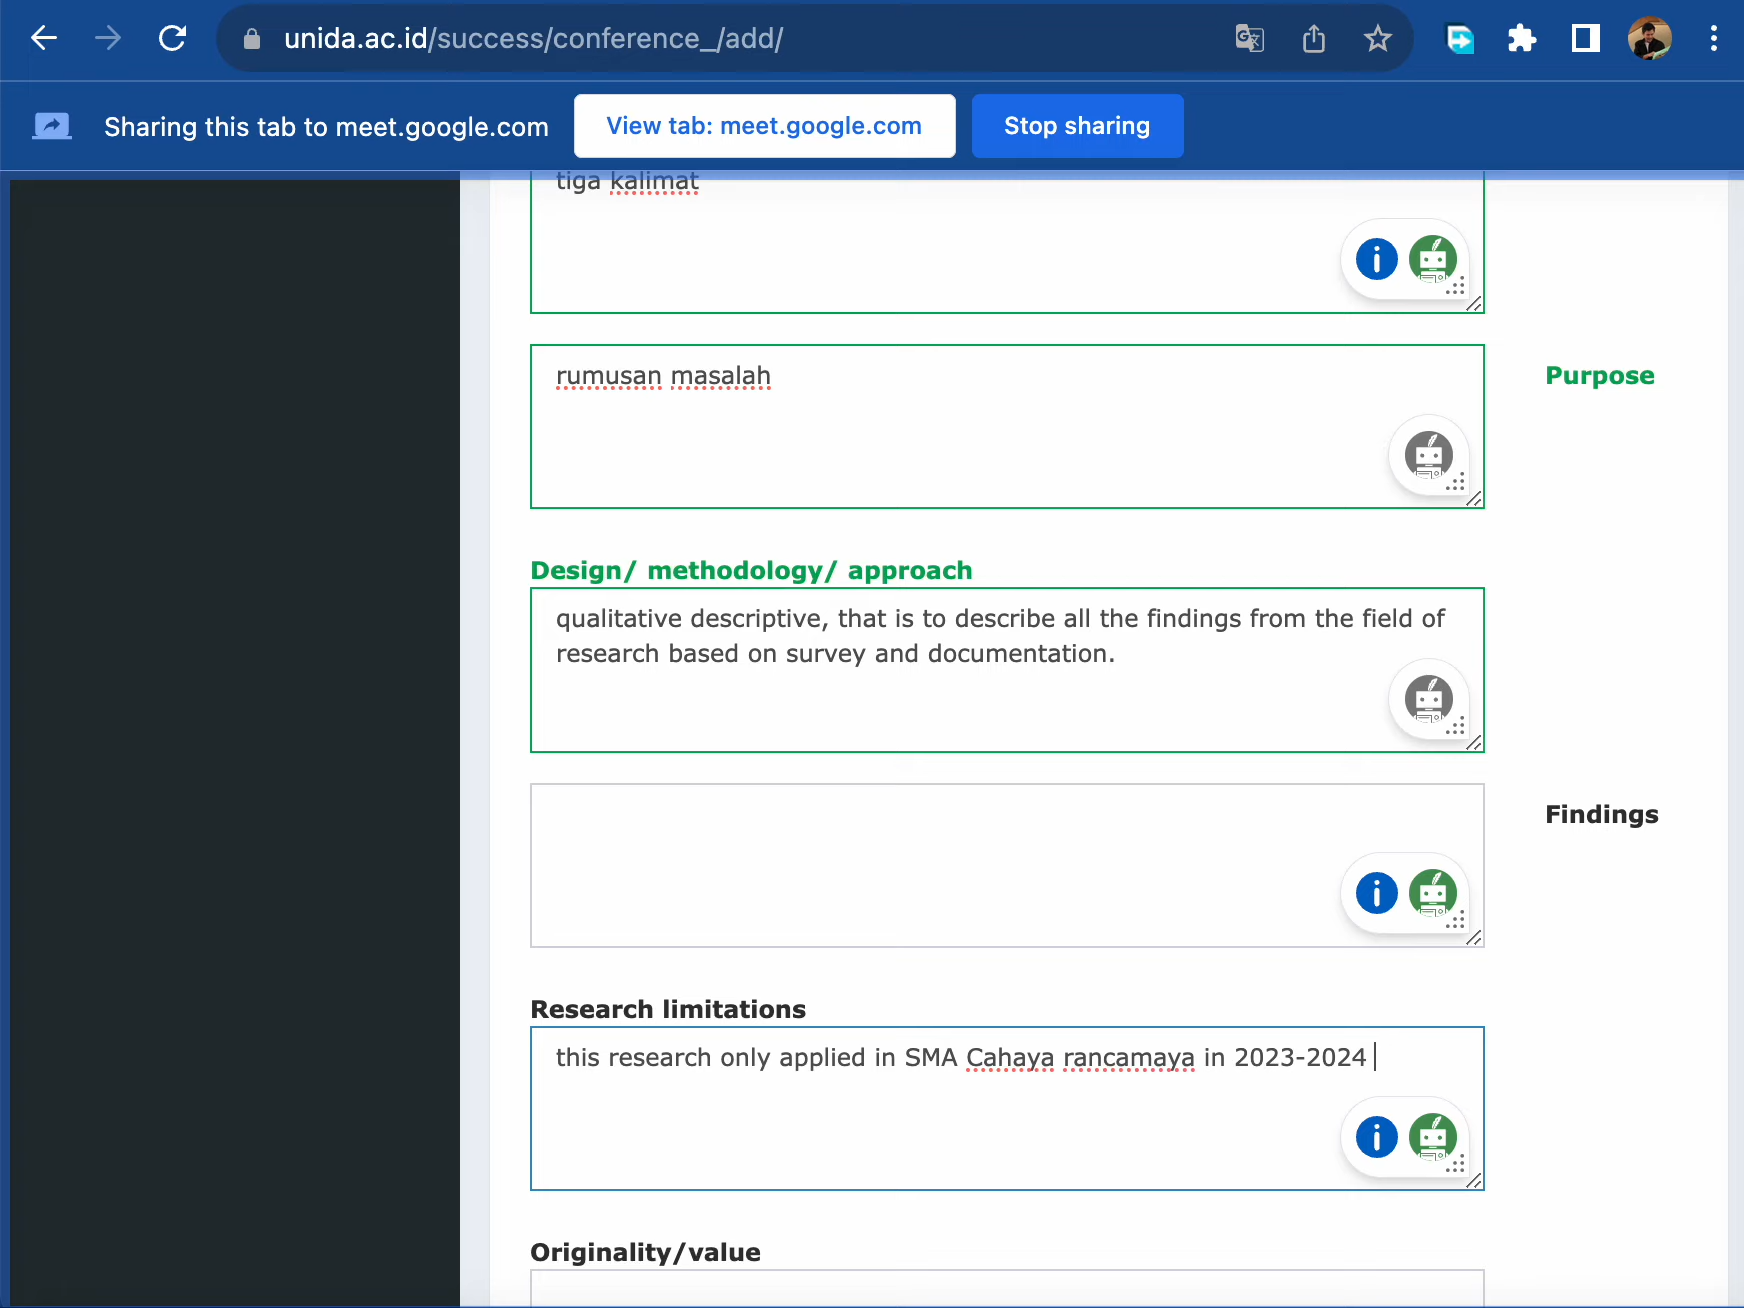 unida.ac.id/success/conference_/add/
Sharing this tab to meet.google.com
View tab: meet.google.com
Stop sharing
tiga kalimat
rumusan masalah
Purpose
Design/ methodology/ approach
qualitative descriptive, that is to describe all the findings from the field of
research based on survey and documentation.
Findings
Research limitations
this research only applied in SMA Cahaya rancamaya in 2023-2024
Originality/value